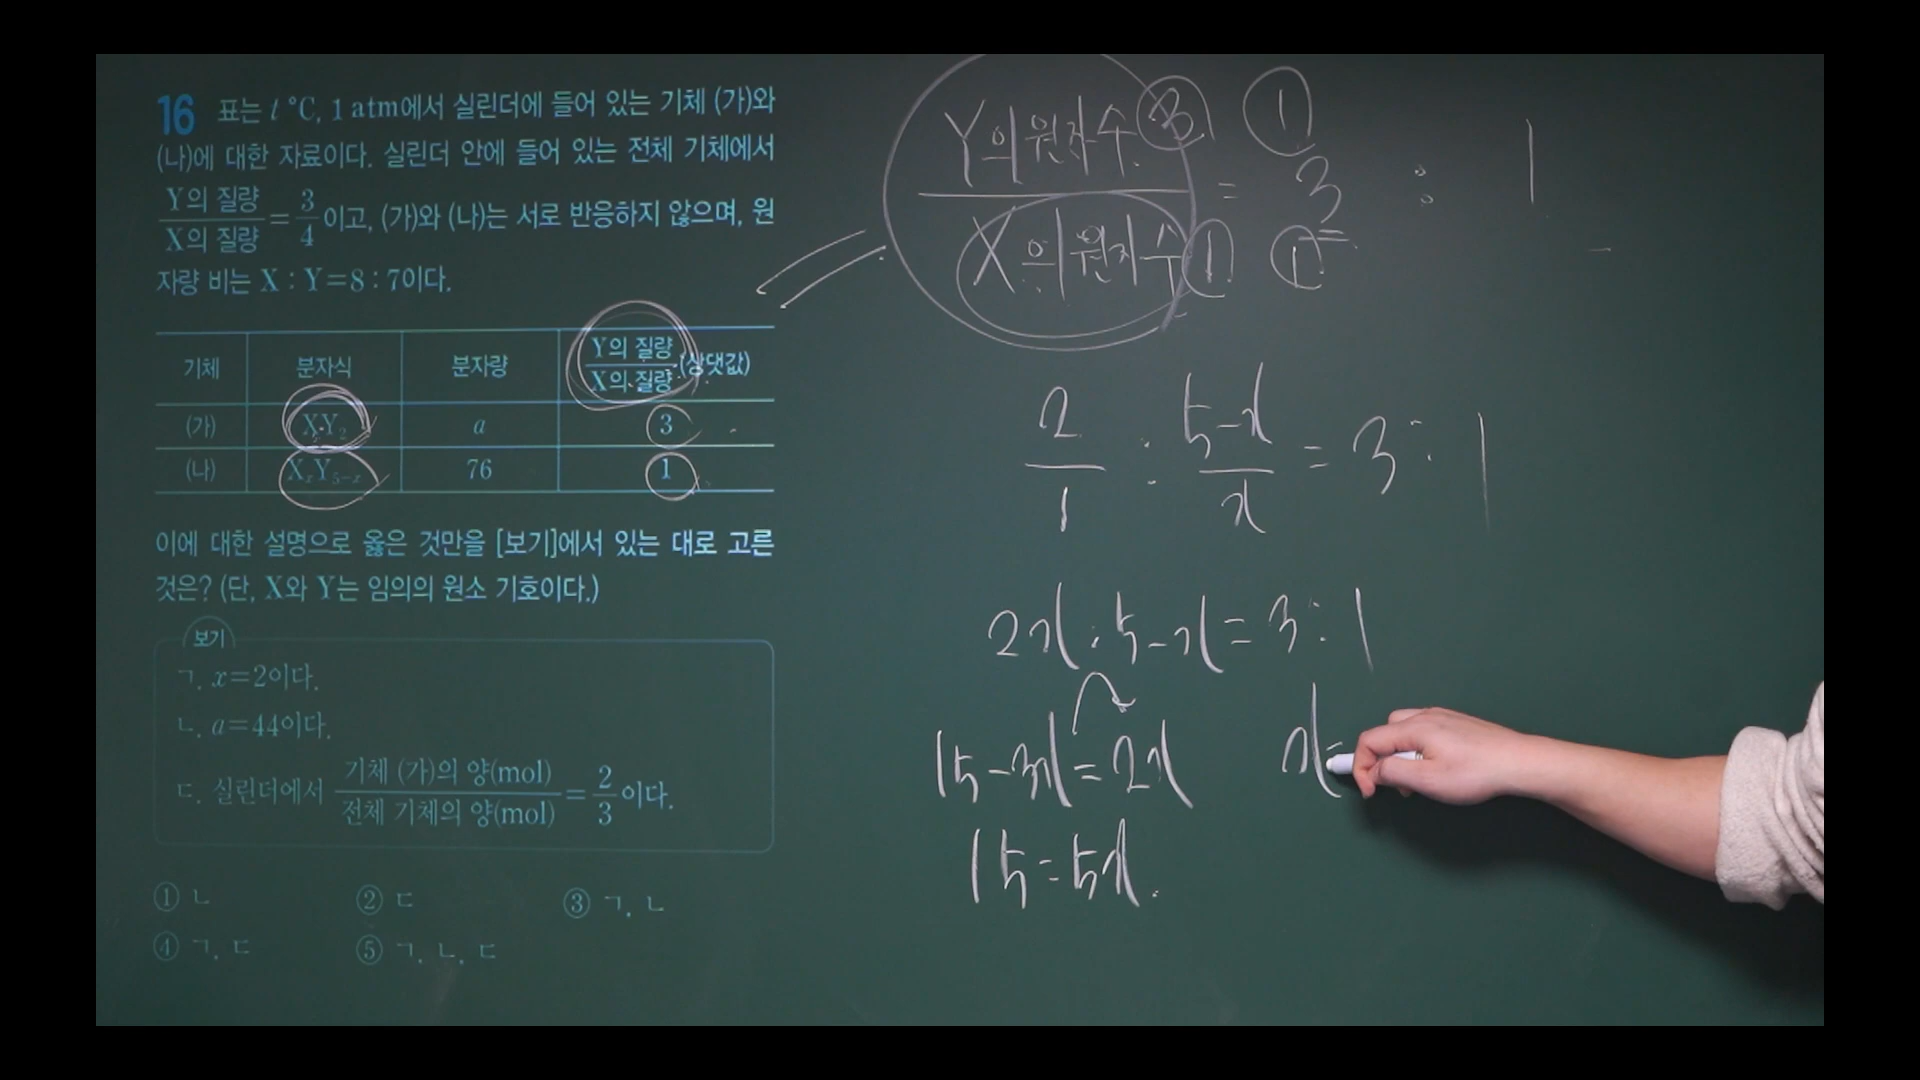 16 표는 t °C, 1 atm에서 실린더에 들어 있는 기체 (가)와
(나)에 대한 자료이다. 실린더 안에 들어 있는 전체 기체에서
Y의 질량/X의 질량 = 3/4 이고, (가)와 (나)는 서로 반응하지 않으며, 원
자량 비는 X : Y = 8 : 7이다.
기체 분자식 분자량 Y의 질량/X의 질량 (상댓값)
(가) XY₂ a 3
(나) XₓY₅₋ₓ 76 1
이에 대한 설명으로 옳은 것만을 [보기]에서 있는 대로 고른
것은? (단, X와 Y는 임의의 원소 기호이다.)
보기
ㄱ. x=2이다.
ㄴ. a=44이다.
ㄷ. 실린더에서 기체 (가)의 양(mol)/전체 기체의 양(mol) = 2/3 이다.
① ㄴ ② ㄷ ③ ㄱ, ㄴ
④ ㄱ, ㄷ ⑤ ㄱ, ㄴ, ㄷ
Y의 원자수 ③ ①
= 3 : 1
X의 원자수 ① ①
2/1 : 5-x/x = 3 : 1
2x : 5-x = 3 : 1
15-3x = 2x x=
15 = 5x.